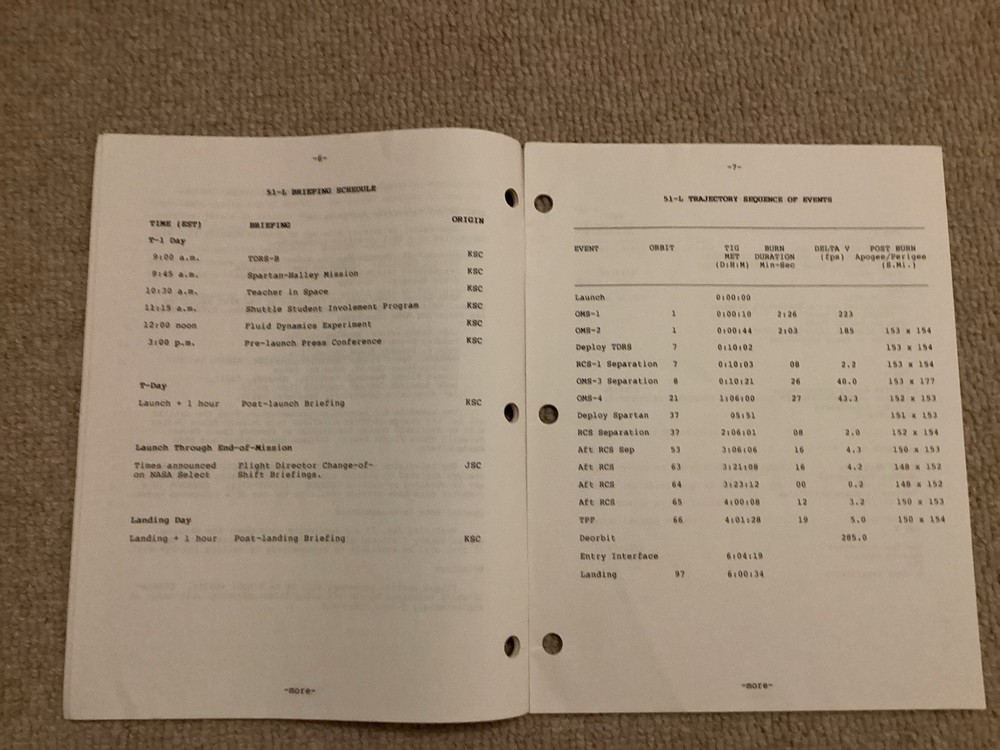 -6-
51-L BRIEFING SCHEDULE
TIME (EST) BRIEFING ORIGIN
T-1 Day
9:00 a.m. TDRS-B KSC
9:45 a.m. Spartan-Halley Mission KSC
10:30 a.m. Teacher in Space KSC
11:15 a.m. Shuttle Student Involement Program KSC
12:00 noon Fluid Dynamics Experiment KSC
3:00 p.m. Pre-launch Press Conference KSC
T-Day
Launch + 1 hour Post-launch Briefing KSC
Launch Through End-of-Mission
Times announced Flight Director Change-of- JSC
on NASA Select Shift Briefings.
Landing Day
Landing + 1 hour Post-landing Briefing KSC
-more-
-7-
51-L TRAJECTORY SEQUENCE OF EVENTS
EVENT ORBIT TIG BURN DELTA V POST BURN
MET DURATION (fps) Apogee/Perigee
(D:H:M) Min-Sec (S.Mi.)
Launch 0:00:00
OMS-1 1 0:00:10 2:26 223
OMS-2 1 0:00:44 2:03 185 153 x 154
Deploy TDRS 7 0:10:02 153 x 154
RCS-1 Separation 7 0:10:03 08 2.2 153 x 154
OMS-3 Separation 8 0:10:21 26 40.0 153 x 177
OMS-4 21 1:06:00 27 43.3 152 x 153
Deploy Spartan 37 05:51 151 x 153
RCS Separation 37 2:06:01 08 2.0 152 x 154
Aft RCS Sep 53 3:06:06 16 4.3 150 x 153
Aft RCS 63 3:21:08 16 4.2 148 x 152
Aft RCS 64 3:23:12 00 0.2 148 x 152
Aft RCS 65 4:00:08 12 3.2 150 x 153
TPF 66 4:01:28 19 5.0 150 x 154
Deorbit 285.0
Entry Interface 6:04:19
Landing 97 6:00:34
-more-